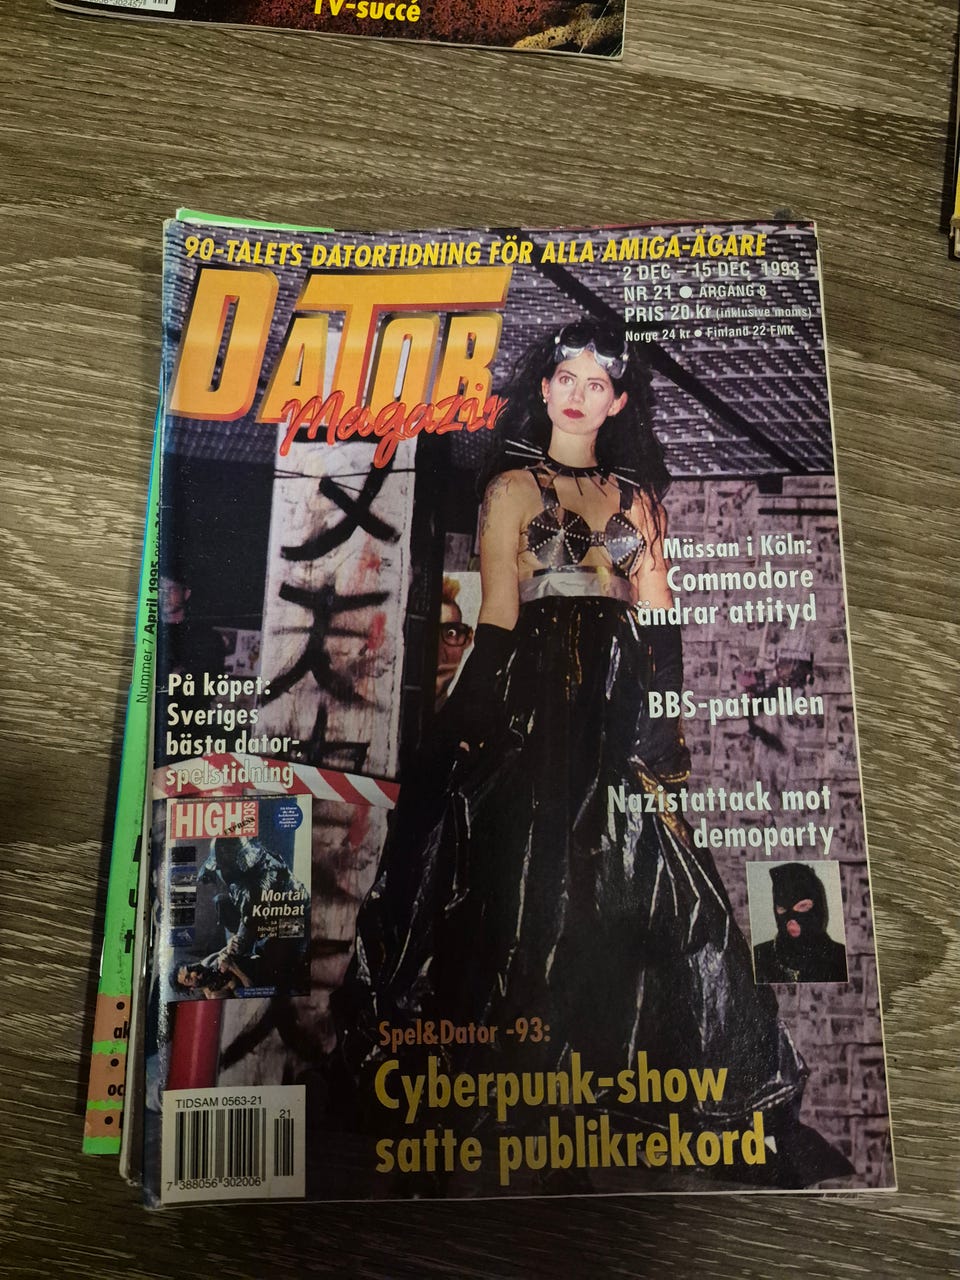 TV-succé
90-TALETS DATORTIDNING FÖR ALLA AMIGA-ÄGARE
2 DEC – 15 DEC 1993
NR 21 ● ÅRGÅNG 8
PRIS 20 kr (inklusive moms)
Norge 24 kr ● Finland 22 FMK
DATOR
Magazin
Mässan i Köln:
Commodore
ändrar attityd
BBS-patrullen
Nazistattack mot
demoparty
På köpet:
Sveriges
bästa dator-
spelstidning
HIGH
SCORE
Mortal
Kombat
Spel&Dator -93:
Cyberpunk-show
satte publikrekord
TIDSAM 0563-21
21
7 388056 302006
Nummer 7 April 1995